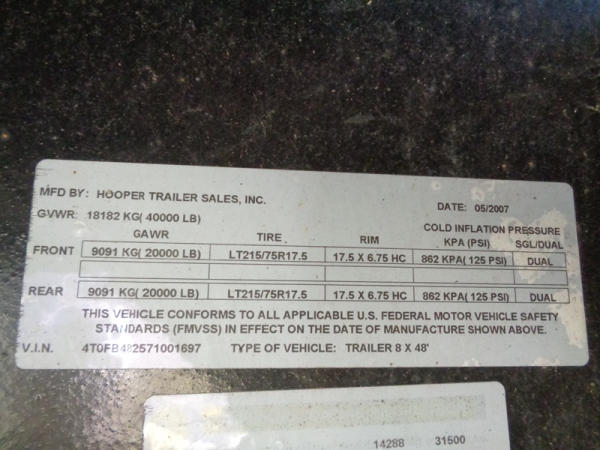 MFD BY: HOOPER TRAILER SALES, INC. DATE: 05/2007
GVWR: 18182 KG( 40000 LB)
GAWR TIRE RIM COLD INFLATION PRESSURE
KPA (PSI) SGL/DUAL
FRONT 9091 KG( 20000 LB) LT215/75R17.5 17.5 X 6.75 HC 862 KPA( 125 PSI) DUAL
REAR 9091 KG( 20000 LB) LT215/75R17.5 17.5 X 6.75 HC 862 KPA( 125 PSI) DUAL
THIS VEHICLE CONFORMS TO ALL APPLICABLE U.S. FEDERAL MOTOR VEHICLE SAFETY
STANDARDS (FMVSS) IN EFFECT ON THE DATE OF MANUFACTURE SHOWN ABOVE.
V.I.N. 4T0FB482571001697 TYPE OF VEHICLE: TRAILER 8 X 48'
14288 31500